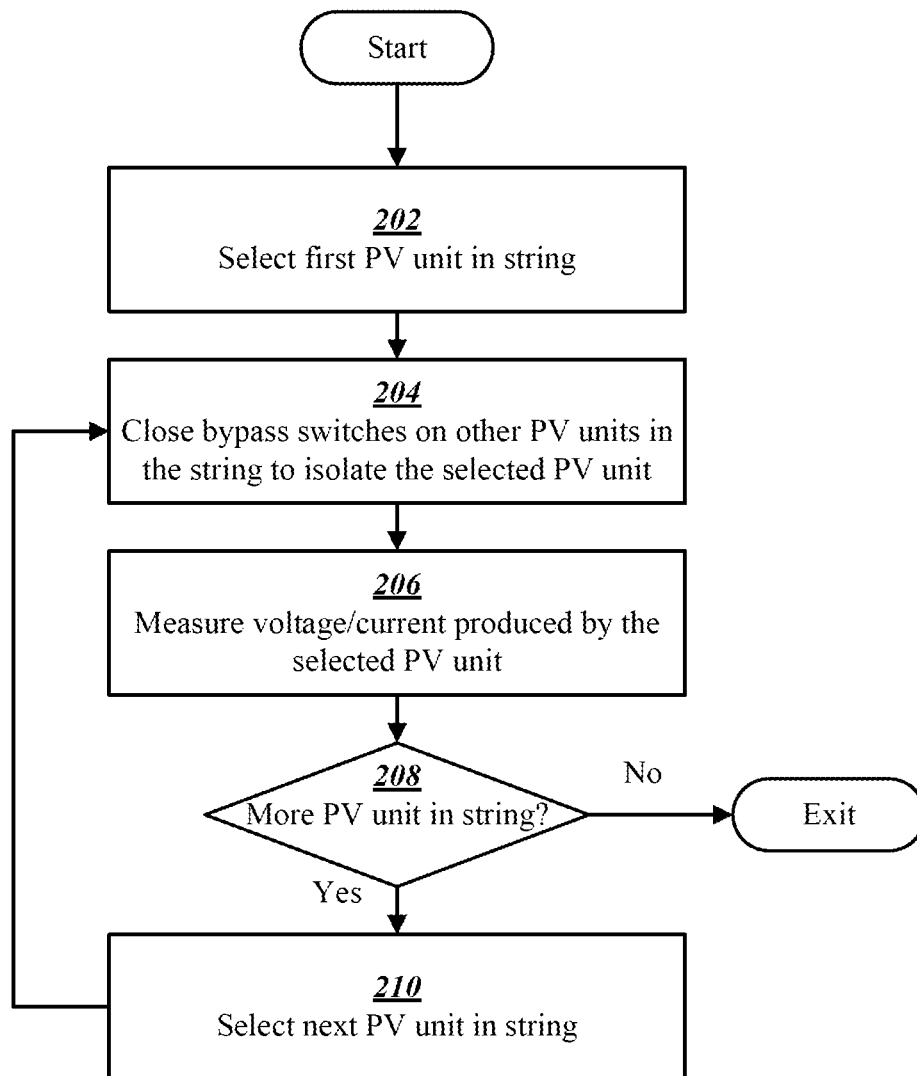 Start
202
Select first PV unit in string
204
Close bypass switches on other PV units in
the string to isolate the selected PV unit
206
Measure voltage/current produced by the
selected PV unit
208
More PV unit in string?
No
Exit
Yes
210
Select next PV unit in string